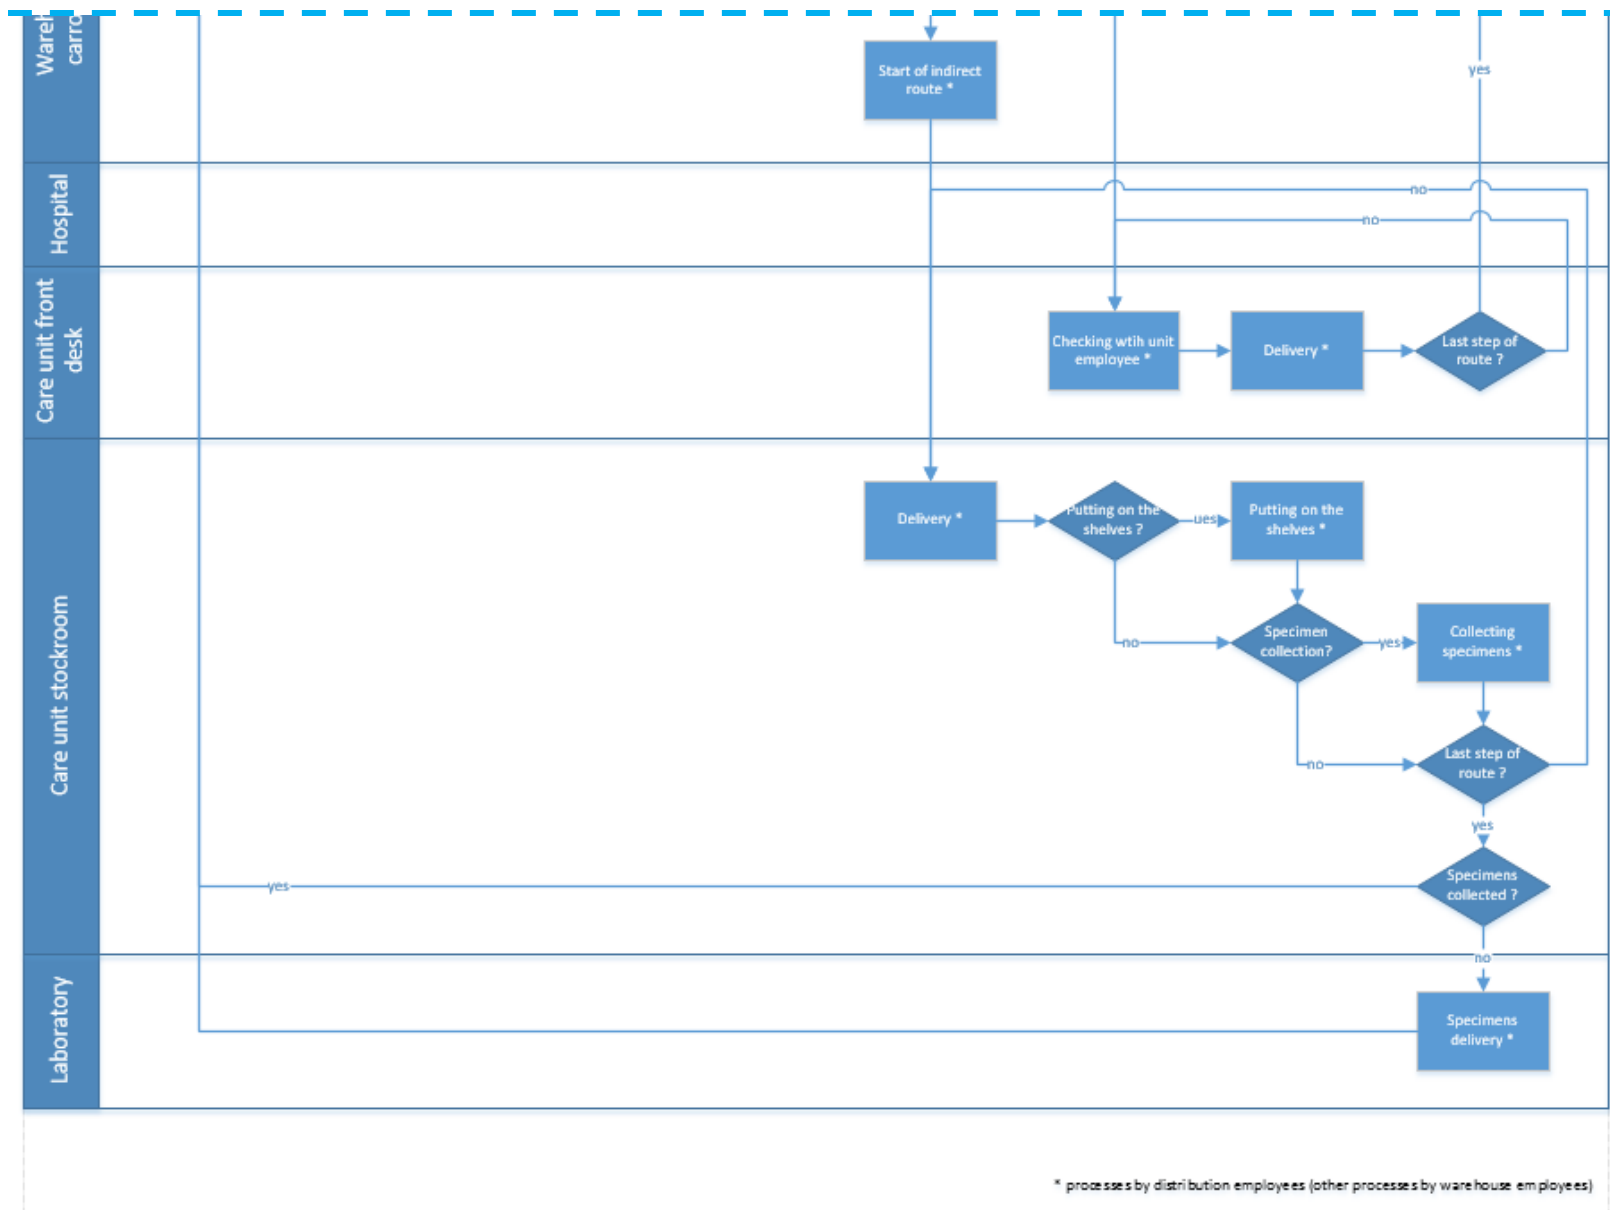 Wareh
carro
Start of indirect
route *
yes
Hospital
no
no
Care unit front
desk
Checking wtih unit
employee *
Delivery *
Last step of
route ?
Care unit stockroom
Delivery *
Putting on the
shelves ?
ues
Putting on the
shelves *
no
Specimen
collection?
yes
Collecting
specimens *
no
Last step of
route ?
yes
yes
Specimens
collected ?
no
Laboratory
Specimens
delivery *
* processes by distribution employees (other processes by warehouse employees)